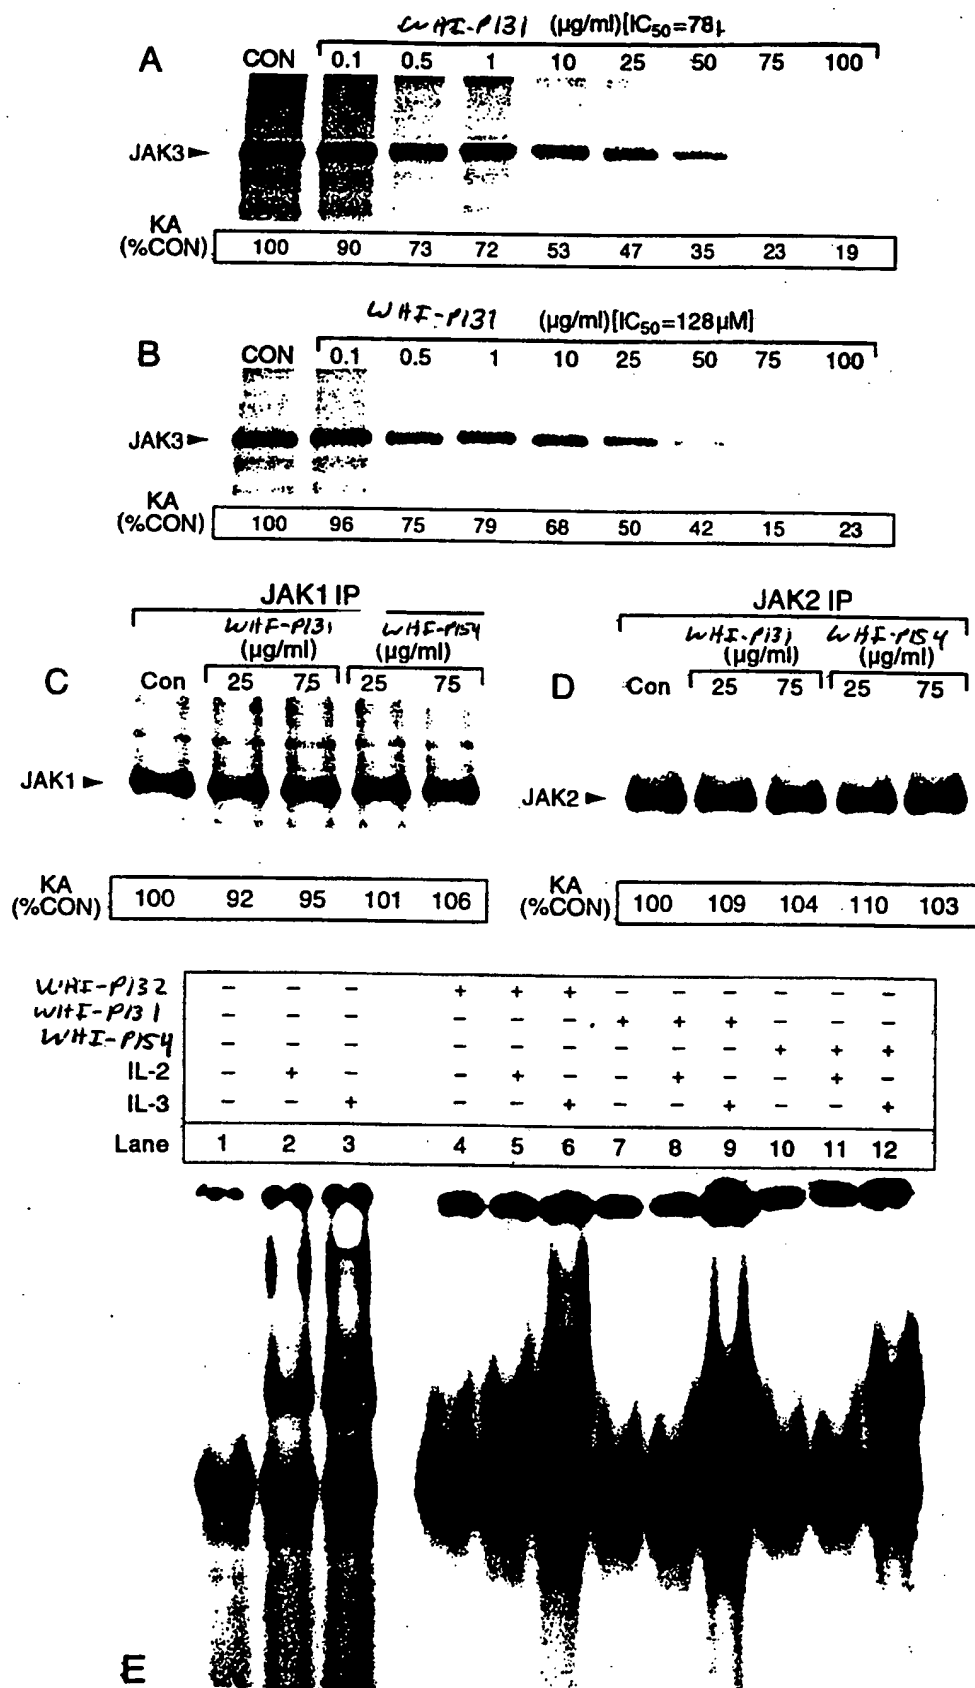 WHI-P131 (µg/ml)[IC50=78
A CON 0.1 0.5 1 10 25 50 75 100
JAK3
KA
(%CON) 100 90 73 72 53 47 35 23 19
WHI-P131 (µg/ml)[IC50=128µM]
B CON 0.1 0.5 1 10 25 50 75 100
JAK3
KA
(%CON) 100 96 75 79 68 50 42 15 23
JAK1 IP
WHI-P131 WHI-P154
(µg/ml) (µg/ml)
C Con 25 75 25 75
JAK1
KA
(%CON) 100 92 95 101 106
JAK2 IP
WHI-P131 WHI-P154
(µg/ml) (µg/ml)
D Con 25 75 25 75
JAK2
KA
(%CON) 100 109 104 110 103
WHI-P132 – – – + + + – – – – – –
WHI-P131 – – – – – – + + + – – –
WHI-P154 – – – – – – – – – + + +
IL-2 – + – – + – – + – – + –
IL-3 – – + – – + – – + – – +
Lane 1 2 3 4 5 6 7 8 9 10 11 12
E